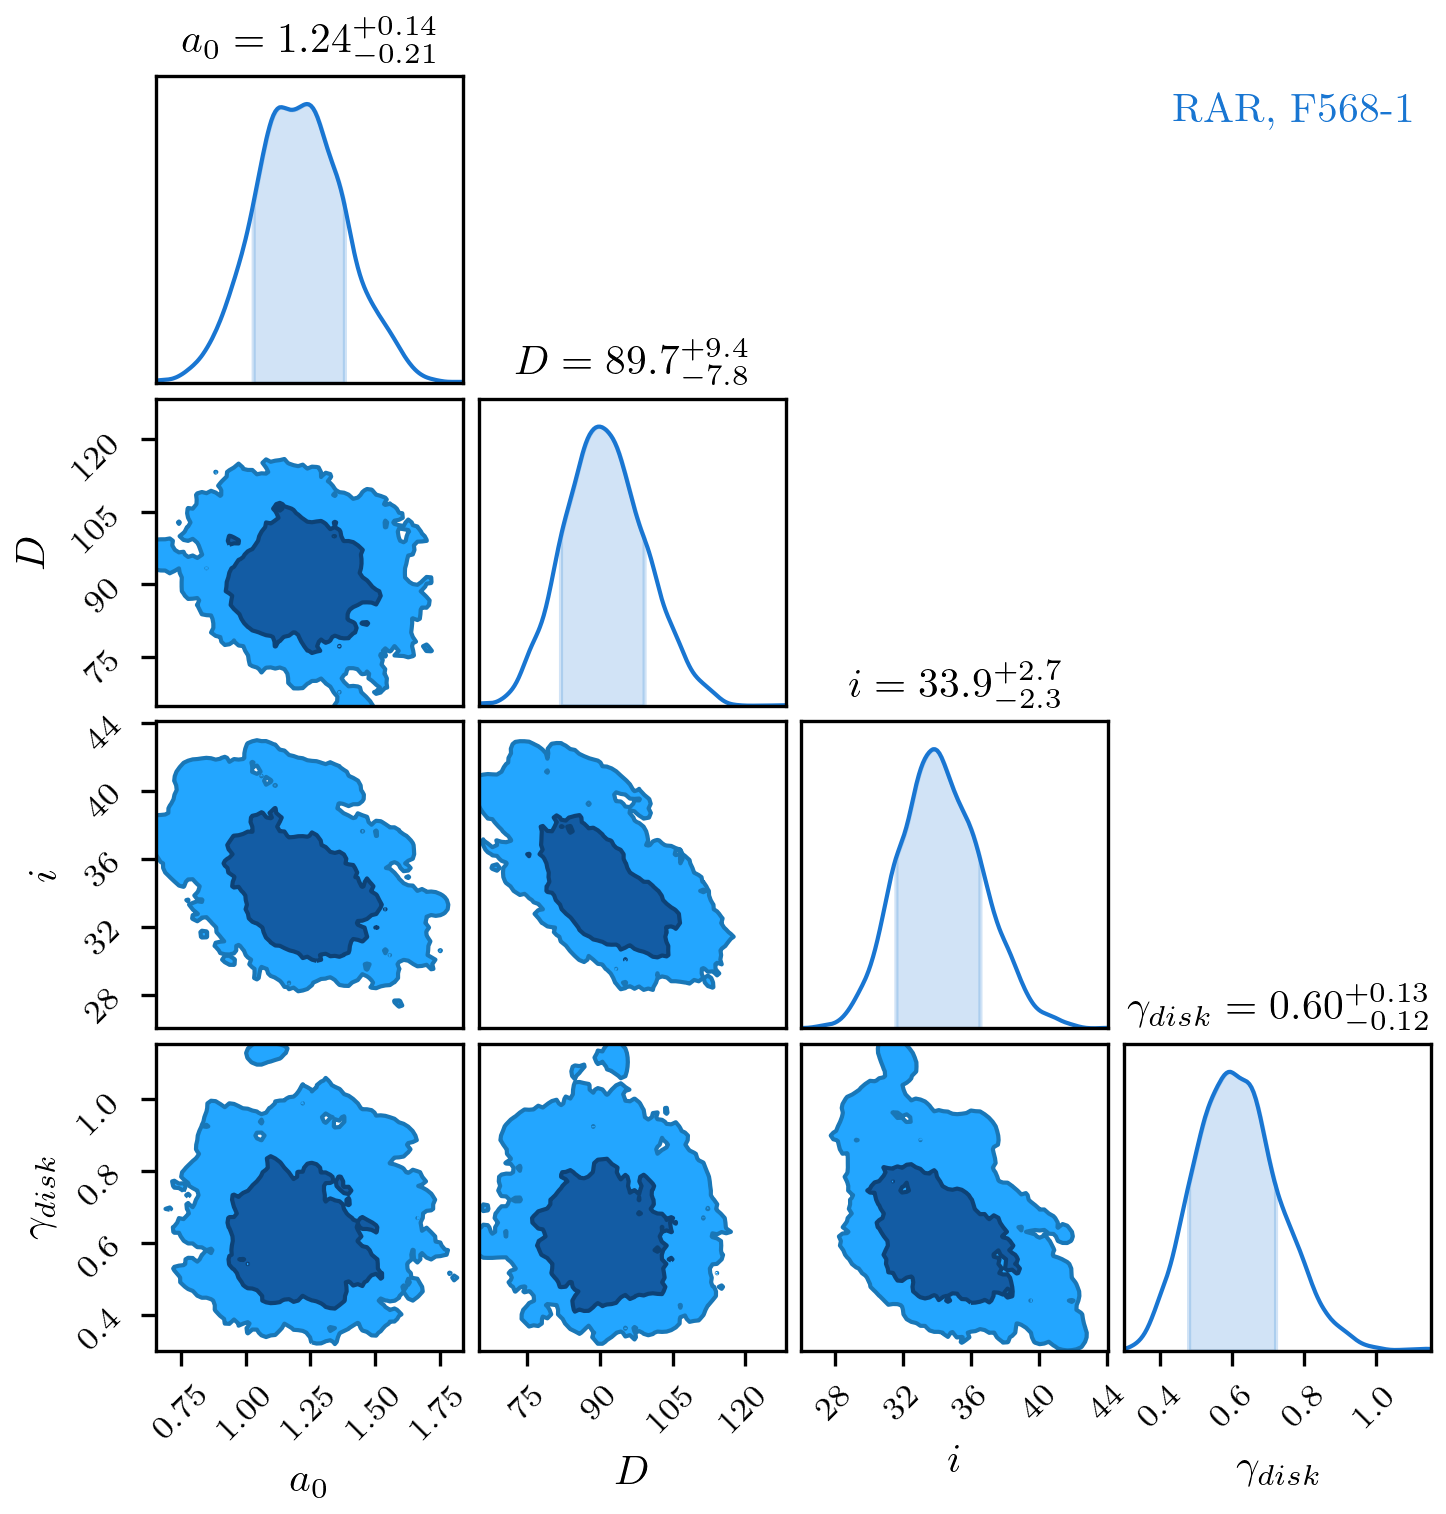 a_0 = 1.24^{+0.14}_{-0.21}
RAR, F568-1
D = 89.7^{+9.4}_{-7.8}
120
105
90
75
D
i = 33.9^{+2.7}_{-2.3}
44
40
36
32
28
i
γ_{disk} = 0.60^{+0.13}_{-0.12}
1.0
0.8
0.6
0.4
γ_{disk}
0.75 1.00 1.25 1.50 1.75 75 90 105 120 28 32 36 40 44 0.4 0.6 0.8 1.0
a_0 D i γ_{disk}